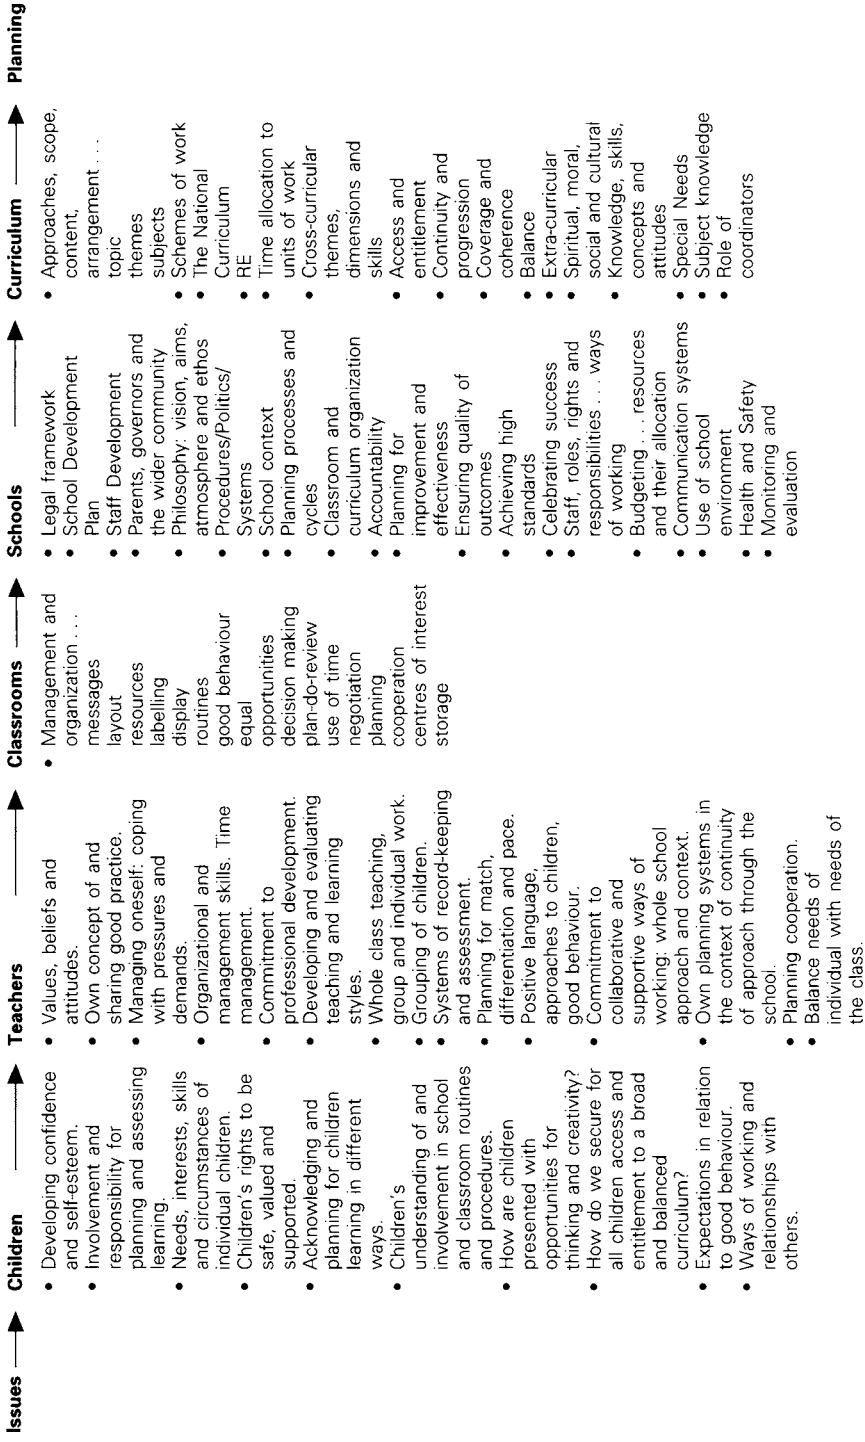 Issues → Children → Teachers → Classrooms → Schools → Curriculum → Planning
• Developing confidence
and self-esteem.
• Involvement and
responsibility for
planning and assessing
learning.
• Needs, interests, skills
and circumstances of
individual children.
• Children's rights to be
safe, valued and
supported.
• Acknowledging and
planning for children
learning in different
ways.
• Children's
understanding of and
involvement in school
and classroom routines
and procedures.
• How are children
presented with
opportunities for
thinking and creativity?
• How do we secure for
all children access and
entitlement to a broad
and balanced
curriculum?
• Expectations in relation
to good behaviour.
• Ways of working and
relationships with
others.
• Values, beliefs and
attitudes.
• Own concept of and
sharing good practice.
• Managing oneself: coping
with pressures and
demands.
• Organizational and
management skills. Time
management.
• Commitment to
professional development.
• Developing and evaluating
teaching and learning
styles.
• Whole class teaching,
group and individual work.
• Grouping of children.
• Systems of record-keeping
and assessment.
• Planning for match,
differentiation and pace.
• Positive language,
approaches to children,
good behaviour.
• Commitment to
collaborative and
supportive ways of
working: whole school
approach and context.
• Own planning systems in
the context of continuity
of approach through the
school.
• Planning cooperation.
• Balance needs of
individual with needs of
the class.
• Management and
organization . . .
messages
layout
resources
labelling
display
routines
good behaviour
equal
opportunities
decision making
plan-do-review
use of time
negotiation
planning
cooperation
centres of interest
storage
• Legal framework
• School Development
Plan
• Staff Development
• Parents, governors and
the wider community
• Philosophy: vision, aims,
atmosphere and ethos
• Procedures/Politics/
Systems
• School context
• Planning processes and
cycles
• Classroom and
curriculum organization
• Accountability
• Planning for
improvement and
effectiveness
• Ensuring quality of
outcomes
• Achieving high
standards
• Celebrating success
• Staff, roles, rights and
responsibilities . . . . ways
of working
• Budgeting . . . resources
and their allocation
• Communication systems
• Use of school
environment
• Health and Safety
• Monitoring and
evaluation
• Approaches, scope,
content,
arrangement . . . .
topic
themes
subjects
• Schemes of work
• The National
Curriculum
• RE
• Time allocation to
units of work
• Cross-curricular
themes,
dimensions and
skills
• Access and
entitlement
• Continuity and
progression
• Coverage and
coherence
• Balance
• Extra-curricular
• Spiritual, moral,
social and cultural
• Knowledge, skills,
concepts and
attitudes
• Special Needs
• Subject knowledge
• Role of
coordinators